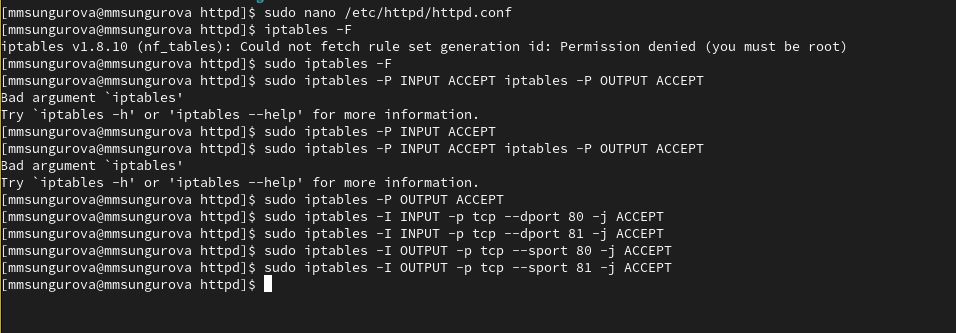 [mmsungurova@mmsungurova httpd]$ sudo nano /etc/httpd/httpd.conf
[mmsungurova@mmsungurova httpd]$ iptables -F
iptables v1.8.10 (nf_tables): Could not fetch rule set generation id: Permission denied (you must be root)
[mmsungurova@mmsungurova httpd]$ sudo iptables -F
[mmsungurova@mmsungurova httpd]$ sudo iptables -P INPUT ACCEPT iptables -P OUTPUT ACCEPT
Bad argument `iptables'
Try `iptables -h' or 'iptables --help' for more information.
[mmsungurova@mmsungurova httpd]$ sudo iptables -P INPUT ACCEPT
[mmsungurova@mmsungurova httpd]$ sudo iptables -P INPUT ACCEPT iptables -P OUTPUT ACCEPT
Bad argument `iptables'
Try `iptables -h' or 'iptables --help' for more information.
[mmsungurova@mmsungurova httpd]$ sudo iptables -P OUTPUT ACCEPT
[mmsungurova@mmsungurova httpd]$ sudo iptables -I INPUT -p tcp --dport 80 -j ACCEPT
[mmsungurova@mmsungurova httpd]$ sudo iptables -I INPUT -p tcp --dport 81 -j ACCEPT
[mmsungurova@mmsungurova httpd]$ sudo iptables -I OUTPUT -p tcp --sport 80 -j ACCEPT
[mmsungurova@mmsungurova httpd]$ sudo iptables -I OUTPUT -p tcp --sport 81 -j ACCEPT
[mmsungurova@mmsungurova httpd]$